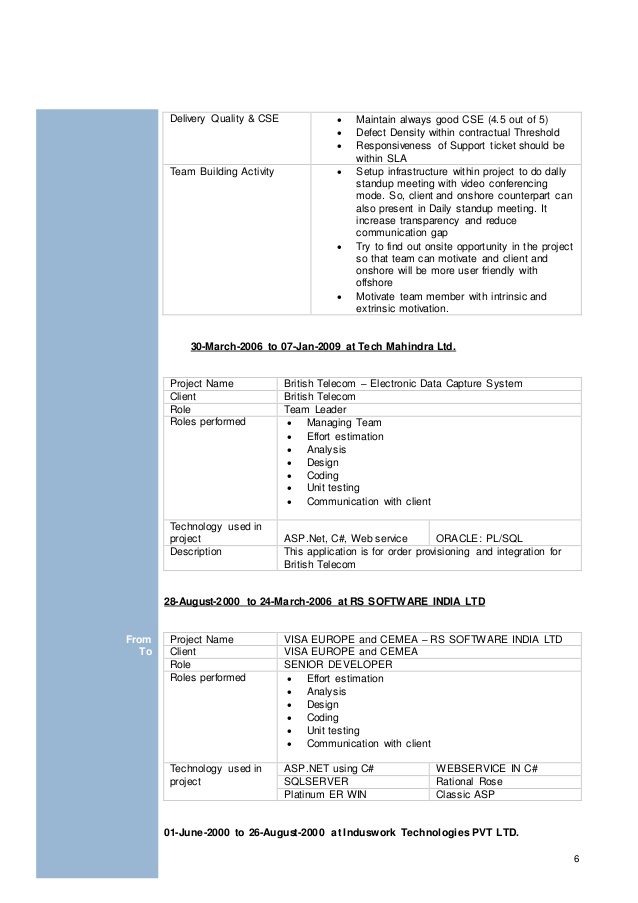 Delivery Quality & CSE
• Maintain always good CSE (4.5 out of 5)
• Defect Density within contractual Threshold
• Responsiveness of Support ticket should be
within SLA
Team Building Activity
• Setup infrastructure within project to do dally
standup meeting with video conferencing
mode. So, client and onshore counterpart can
also present in Daily standup meeting. It
increase transparency and reduce
communication gap
• Try to find out onsite opportunity in the project
so that team can motivate and client and
onshore will be more user friendly with
offshore
• Motivate team member with intrinsic and
extrinsic motivation.
30-March-2006 to 07-Jan-2009 at Tech Mahindra Ltd.
Project Name British Telecom – Electronic Data Capture System
Client British Telecom
Role Team Leader
Roles performed
• Managing Team
• Effort estimation
• Analysis
• Design
• Coding
• Unit testing
• Communication with client
Technology used in
project ASP.Net, C#, Web service ORACLE: PL/SQL
Description This application is for order provisioning and integration for
British Telecom
28-August-2000 to 24-March-2006 at RS SOFTWARE INDIA LTD
From
To
Project Name VISA EUROPE and CEMEA – RS SOFTWARE INDIA LTD
Client VISA EUROPE and CEMEA
Role SENIOR DEVELOPER
Roles performed
• Effort estimation
• Analysis
• Design
• Coding
• Unit testing
• Communication with client
Technology used in ASP.NET using C# WEBSERVICE IN C#
project SQLSERVER Rational Rose
Platinum ER WIN Classic ASP
01-June-2000 to 26-August-2000 at Induswork Technologies PVT LTD.
6